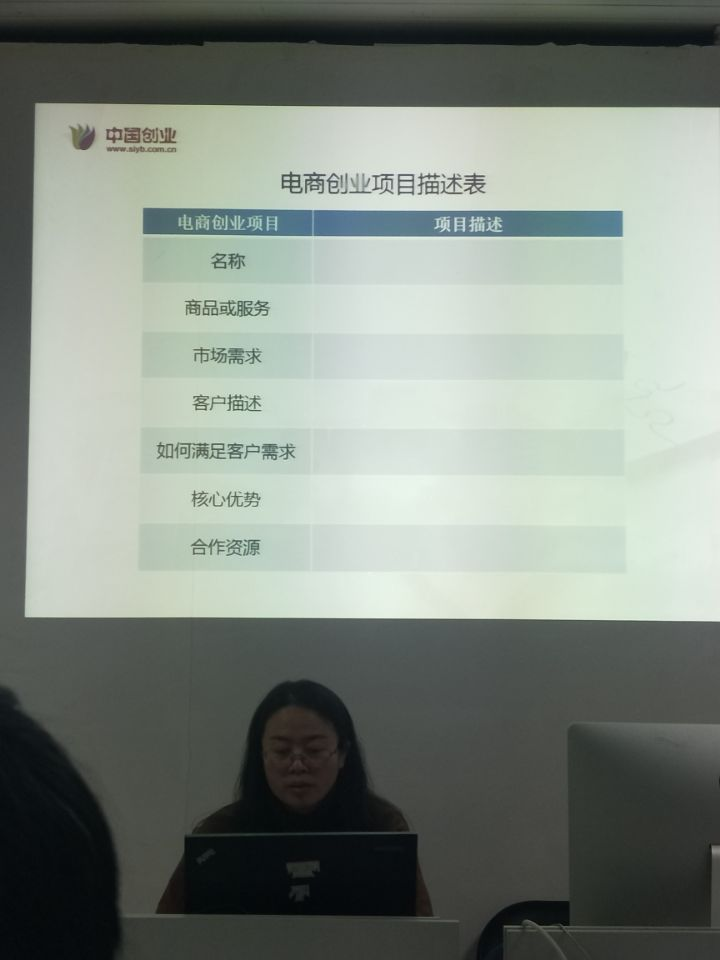 中国创业
www.siyb.com.cn
电商创业项目描述表
电商创业项目 项目描述
名称
商品或服务
市场需求
客户描述
如何满足客户需求
核心优势
合作资源